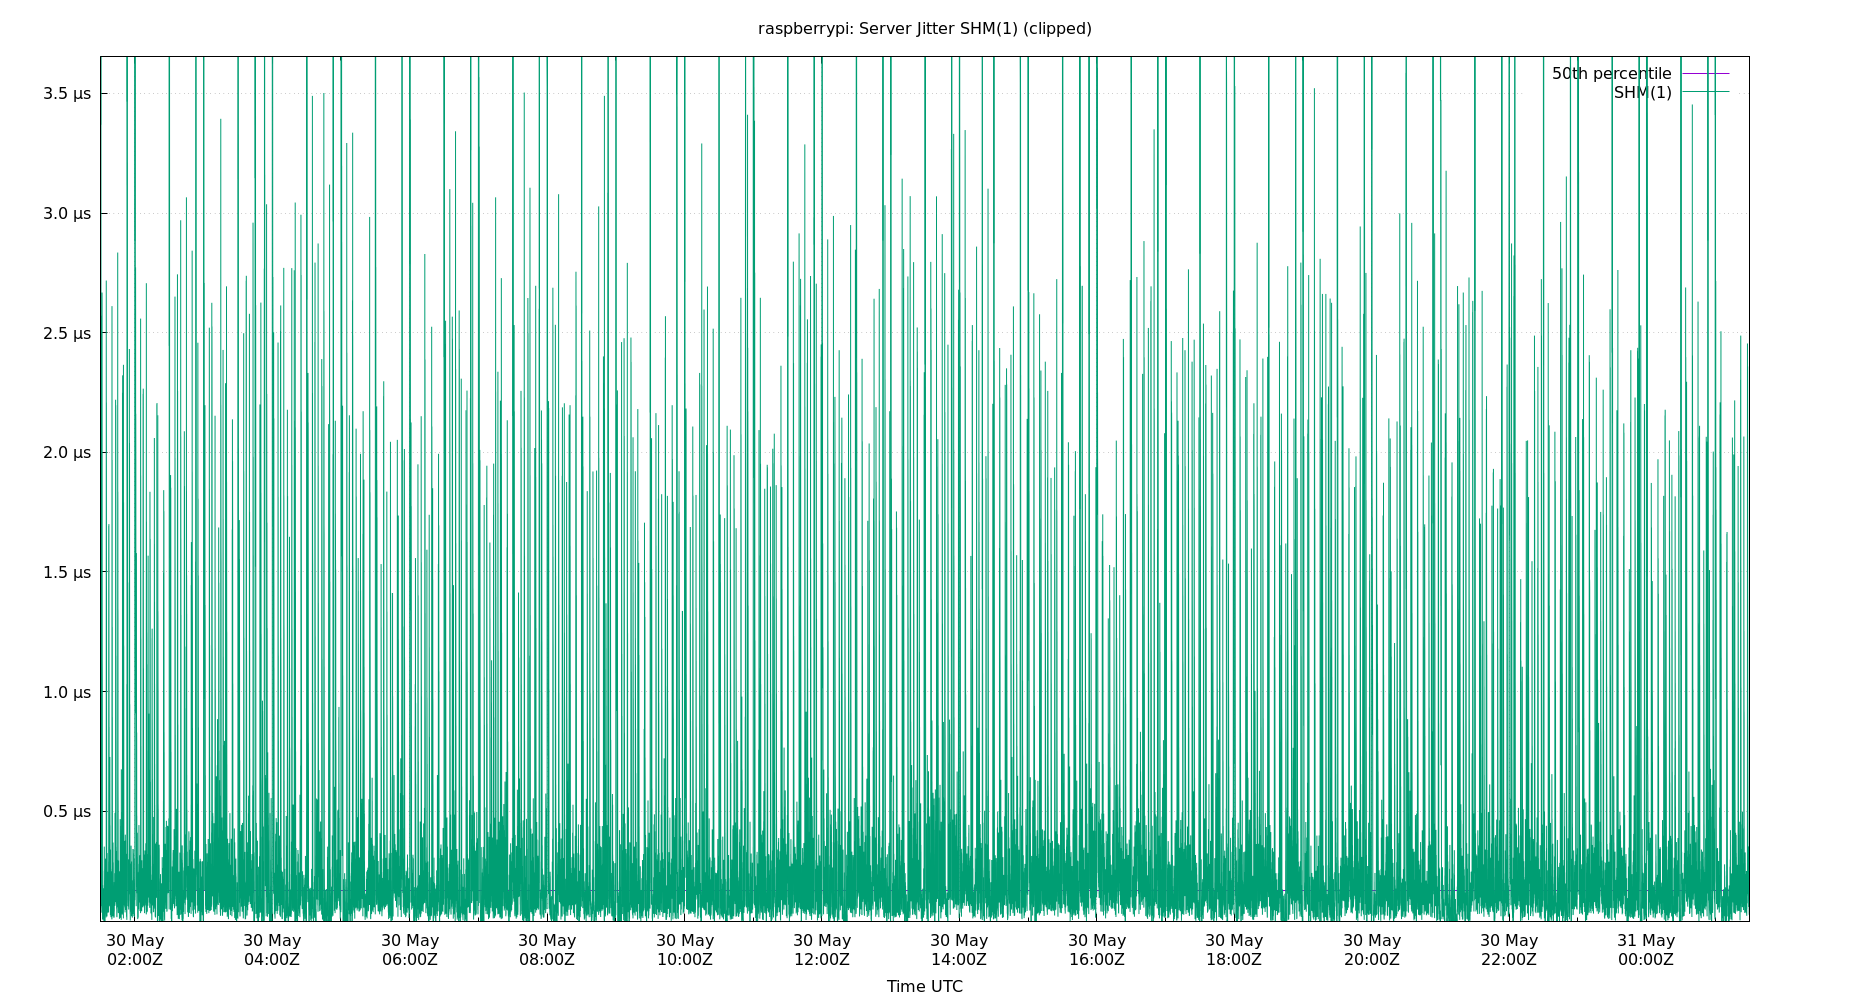 raspberrypi: Server Jitter SHM(1) (clipped)
50th percentile
SHM(1)
3.5 µs
3.0 µs
2.5 µs
2.0 µs
1.5 µs
1.0 µs
0.5 µs
30 May 30 May 30 May 30 May 30 May 30 May 30 May 30 May 30 May 30 May 30 May 31 May
02:00Z 04:00Z 06:00Z 08:00Z 10:00Z 12:00Z 14:00Z 16:00Z 18:00Z 20:00Z 22:00Z 00:00Z
Time UTC